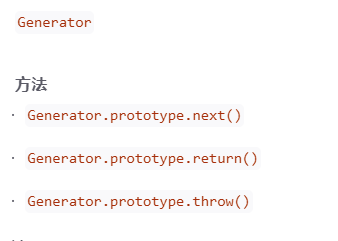 Generator
方法
· Generator.prototype.next()
· Generator.prototype.return()
· Generator.prototype.throw()